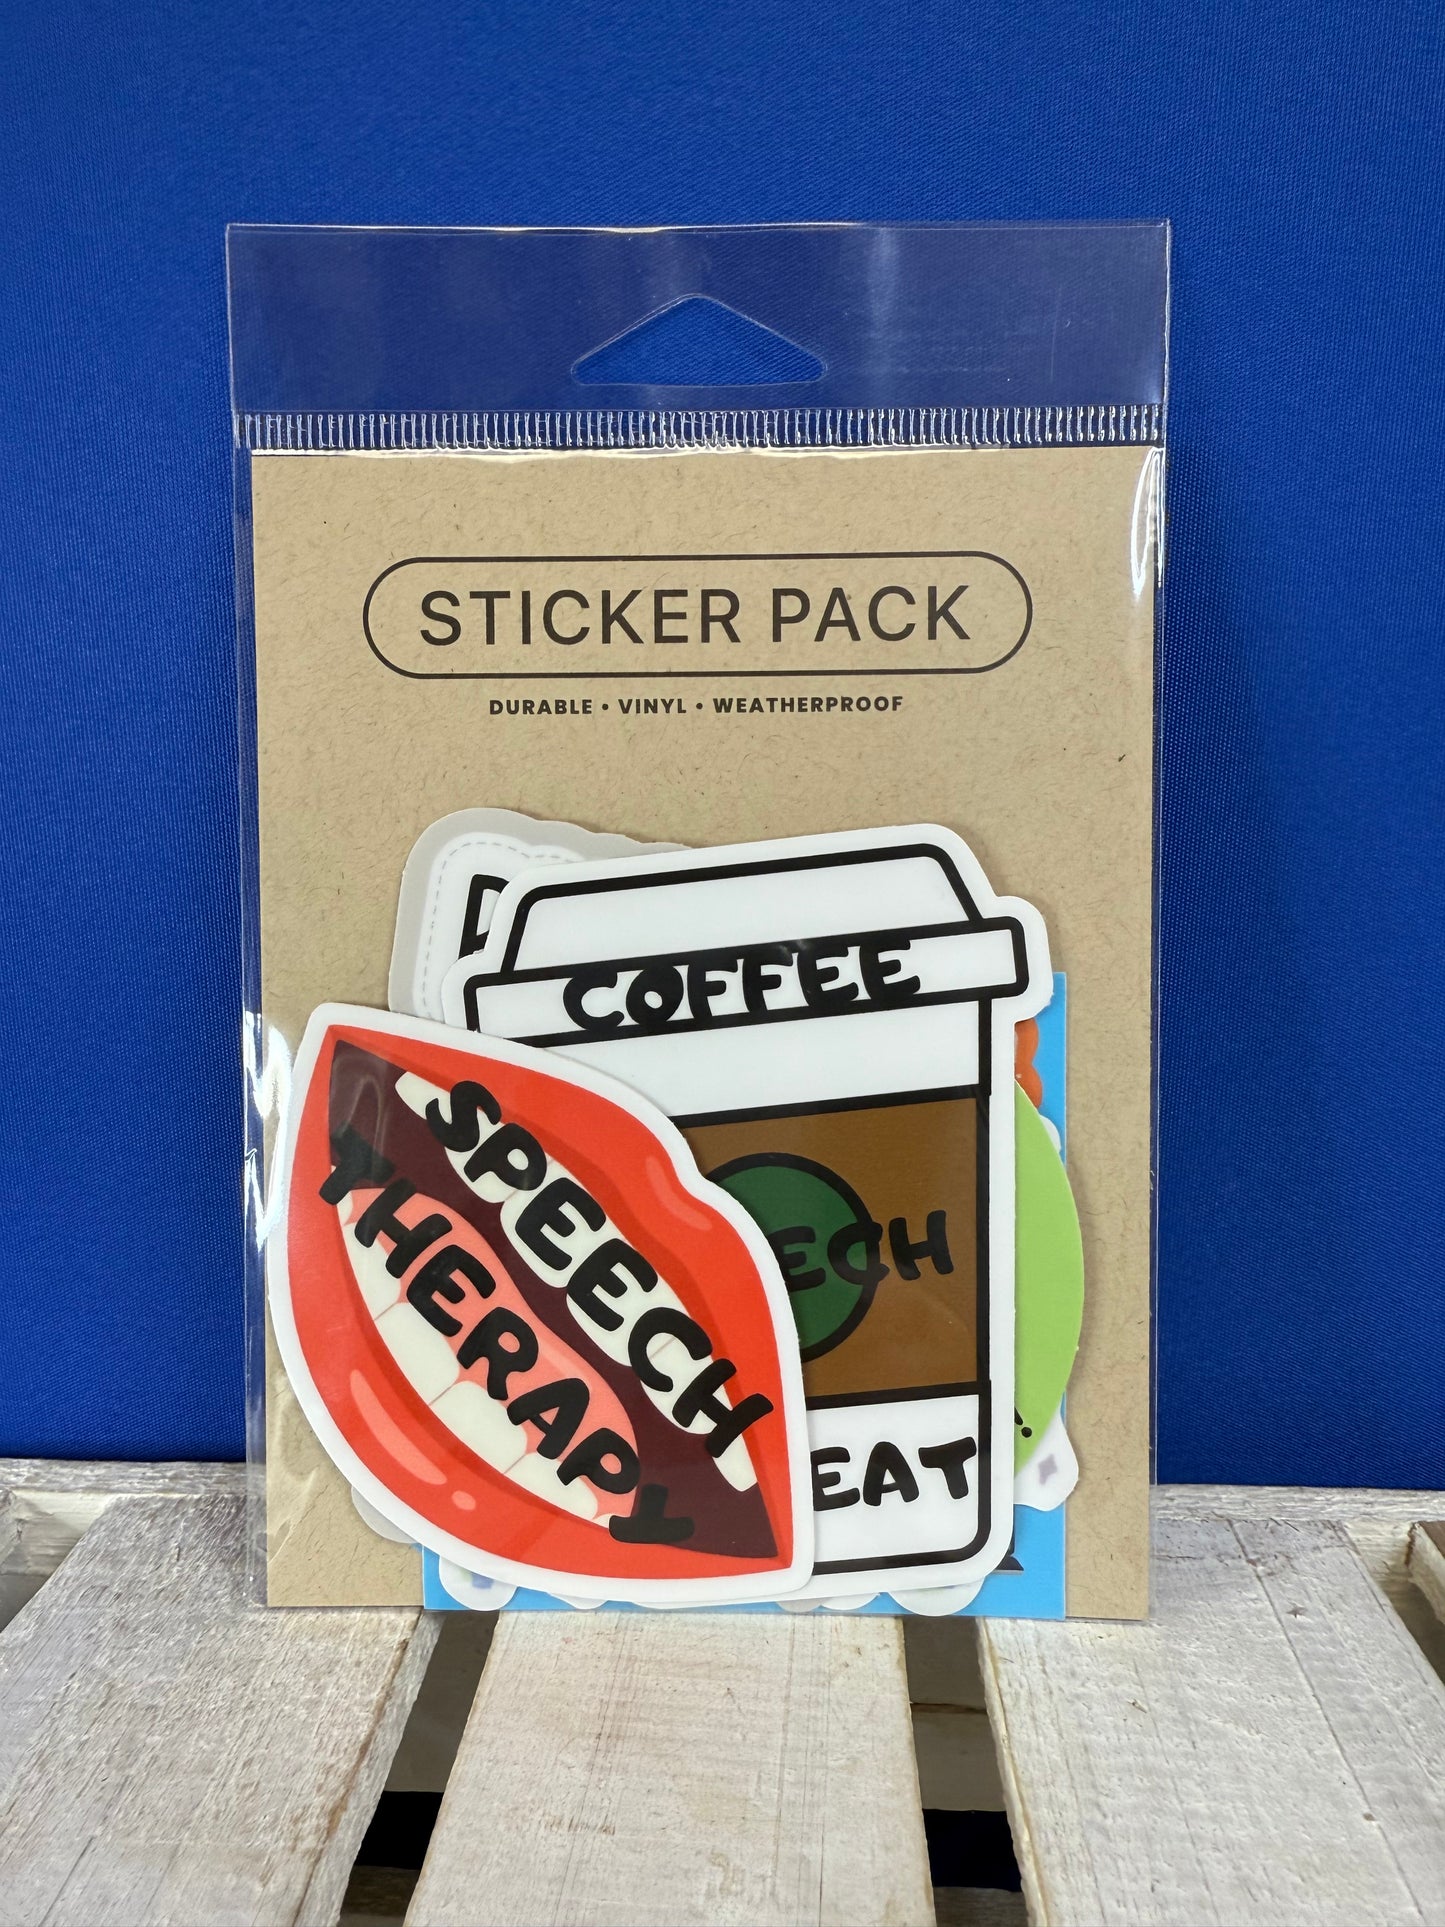 STICKER PACK
DURABLE • VINYL • WEATHERPROOF
COFFEE
SPEECH
THERAPY
ECH
EAT